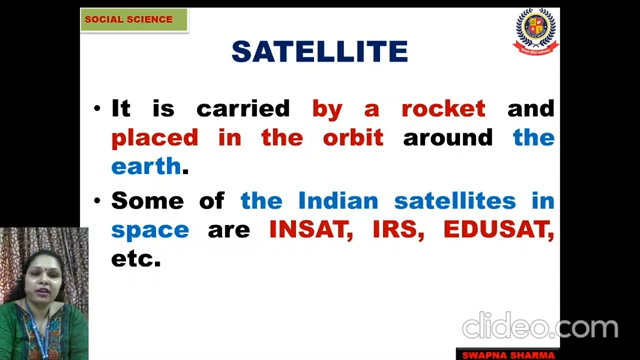 SOCIAL SCIENCE
SATELLITE
• It is carried by a rocket and
placed in the orbit around the
earth.
• Some of the Indian satellites in
space are INSAT, IRS, EDUSAT,
etc.
clideo.com
SWAPNA SHARMA